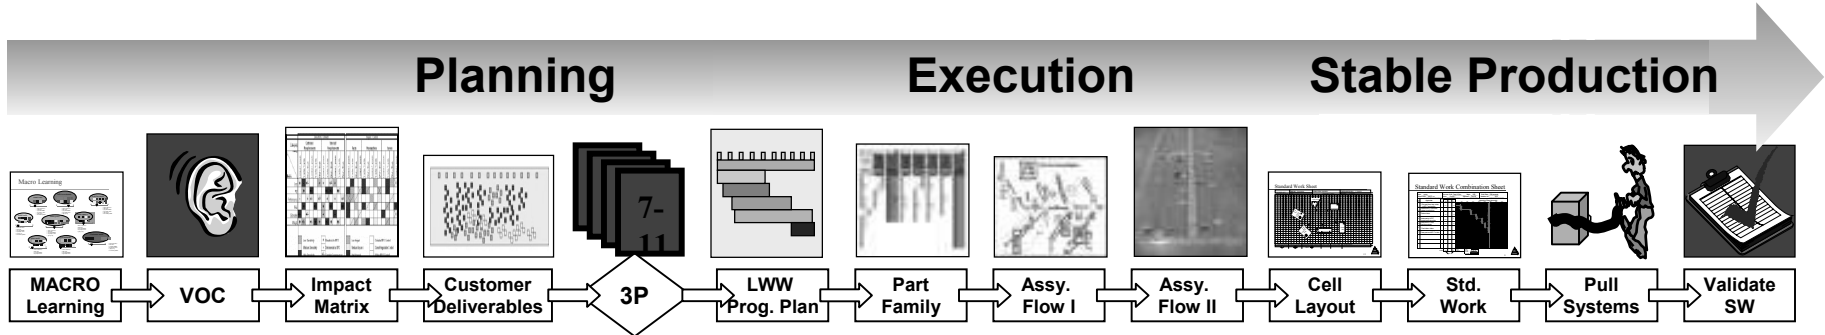 Planning
Execution
Stable Production
Macro Learning
7-
11
Standard Work Sheet
Standard Work Combination Sheet
MACRO
Learning
VOC
Impact
Matrix
Customer
Deliverables
3P
LWW
Prog. Plan
Part
Family
Assy.
Flow I
Assy.
Flow II
Cell
Layout
Std.
Work
Pull
Systems
Validate
SW